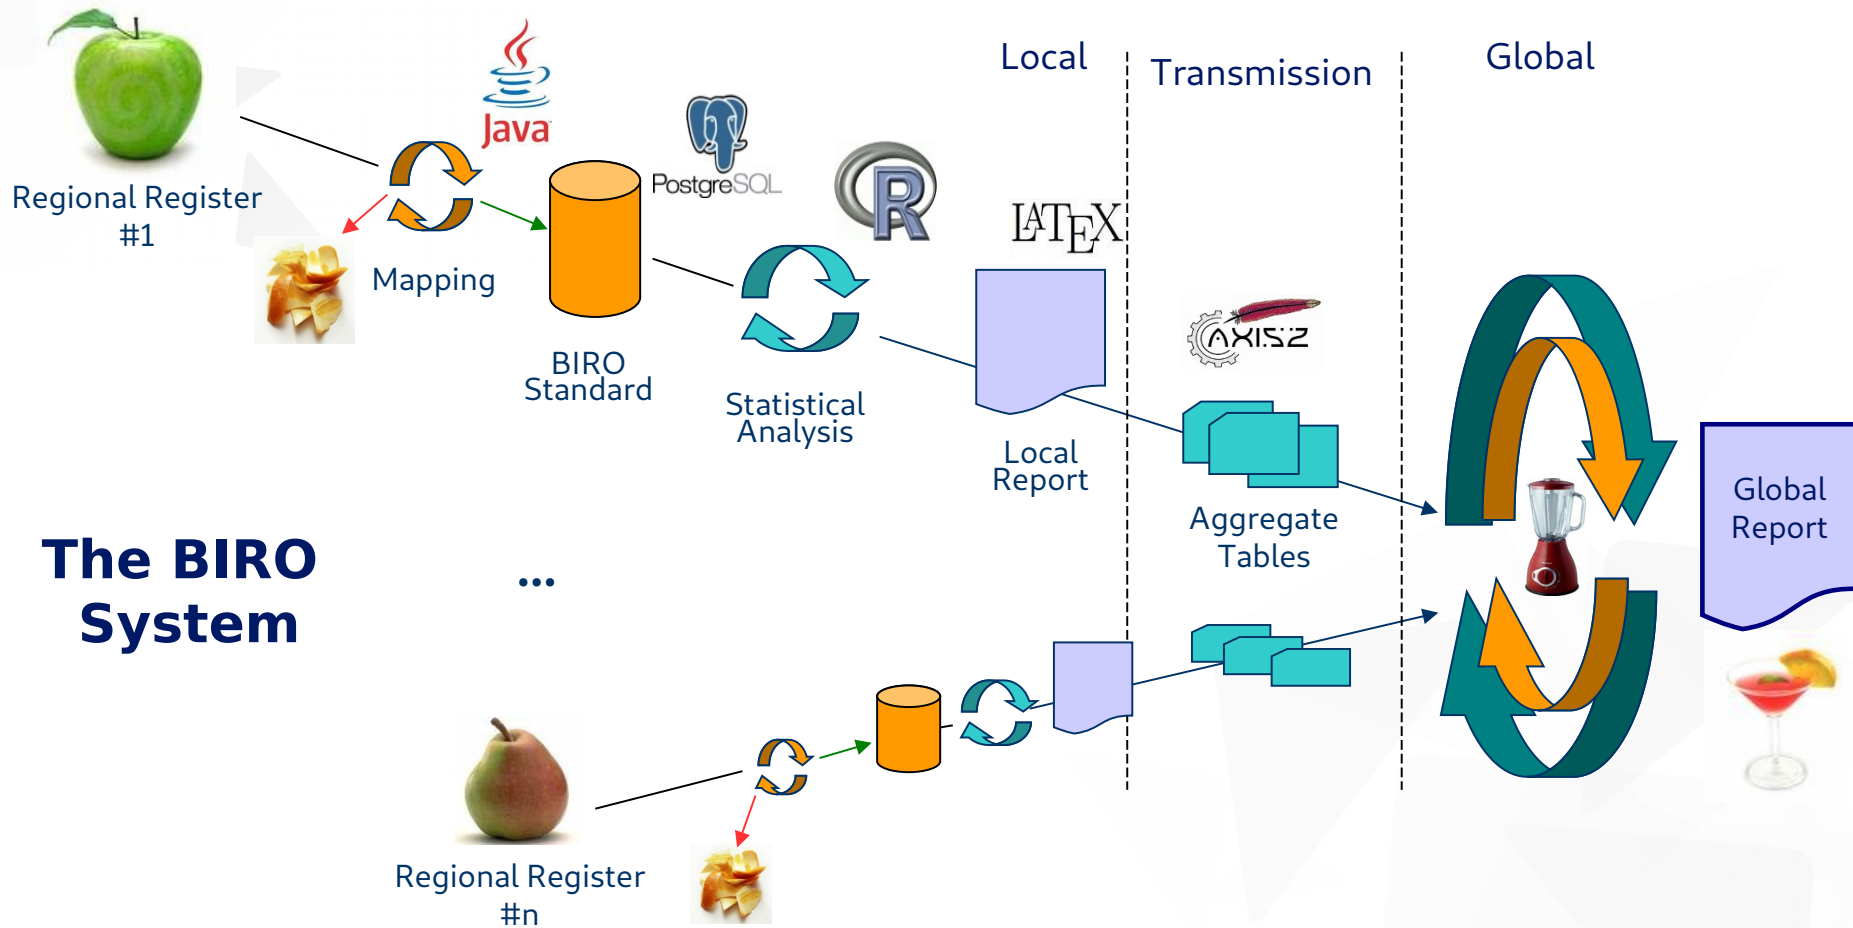 Local
Transmission
Global
Java
PostgreSQL
R
LATEX
Regional Register
#1
Mapping
BIRO
Standard
Statistical
Analysis
Local
Report
AXIS2
Aggregate
Tables
Global
Report
The BIRO
System
...
Regional Register
#n